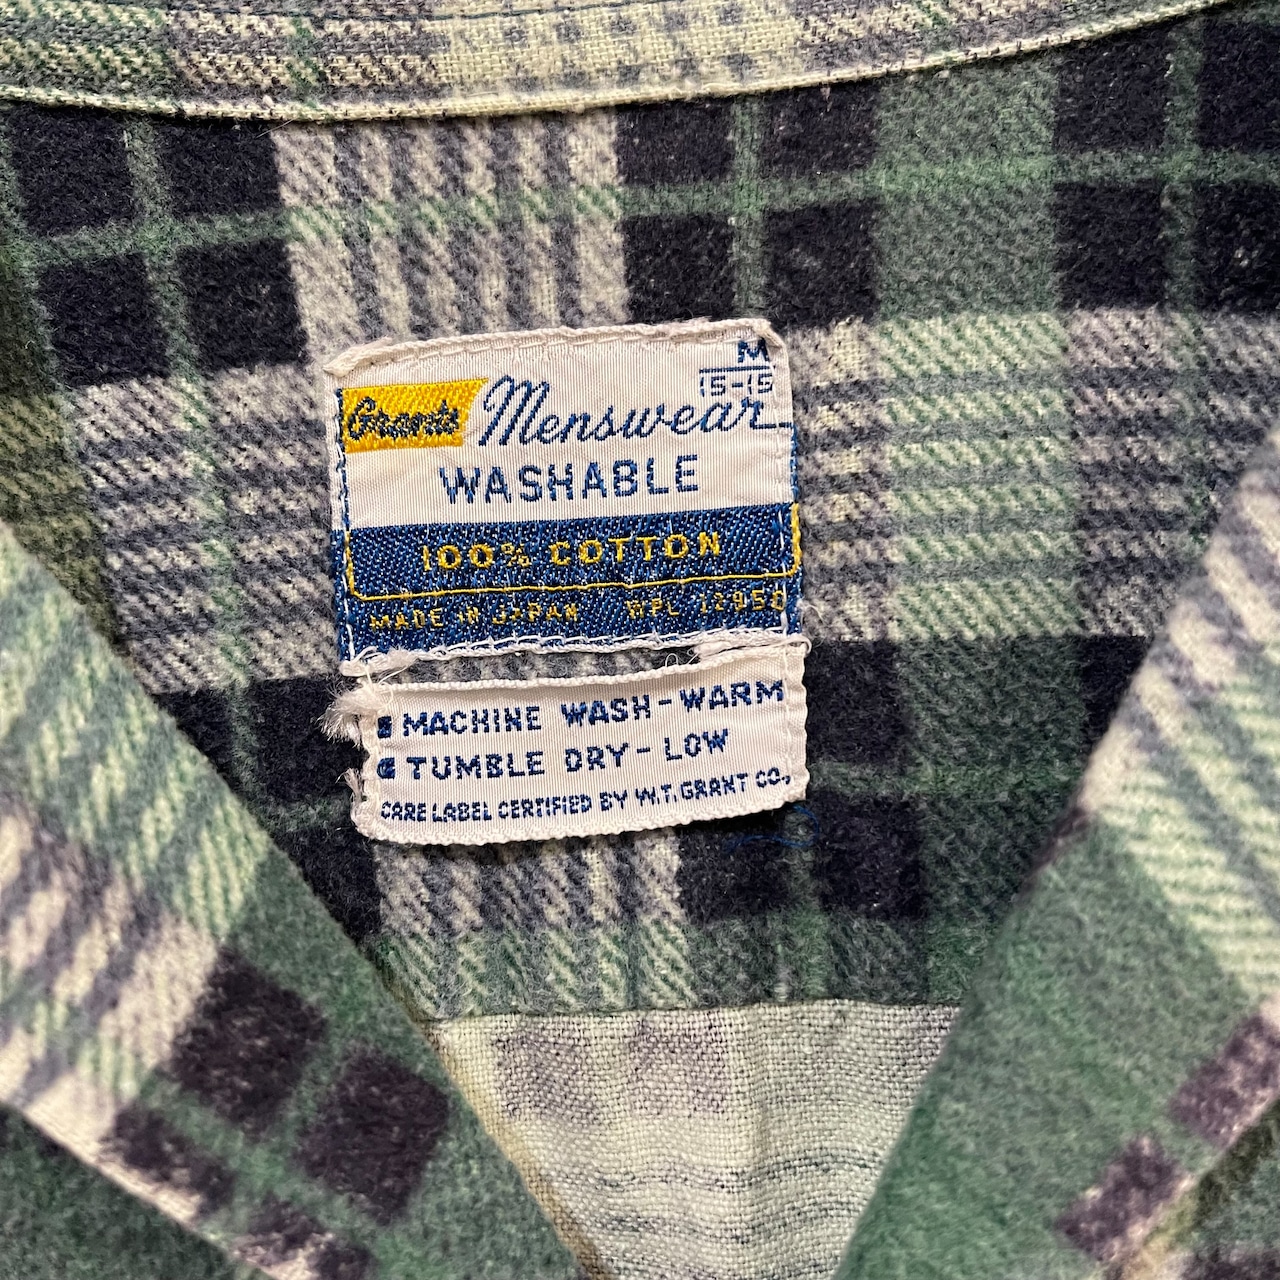 M
15-15
Grants Menswear
WASHABLE
100% COTTON
MADE IN JAPAN WPL 12950
MACHINE WASH-WARM
TUMBLE DRY-LOW
CARE LABEL CERTIFIED BY W.T. GRANT CO.,